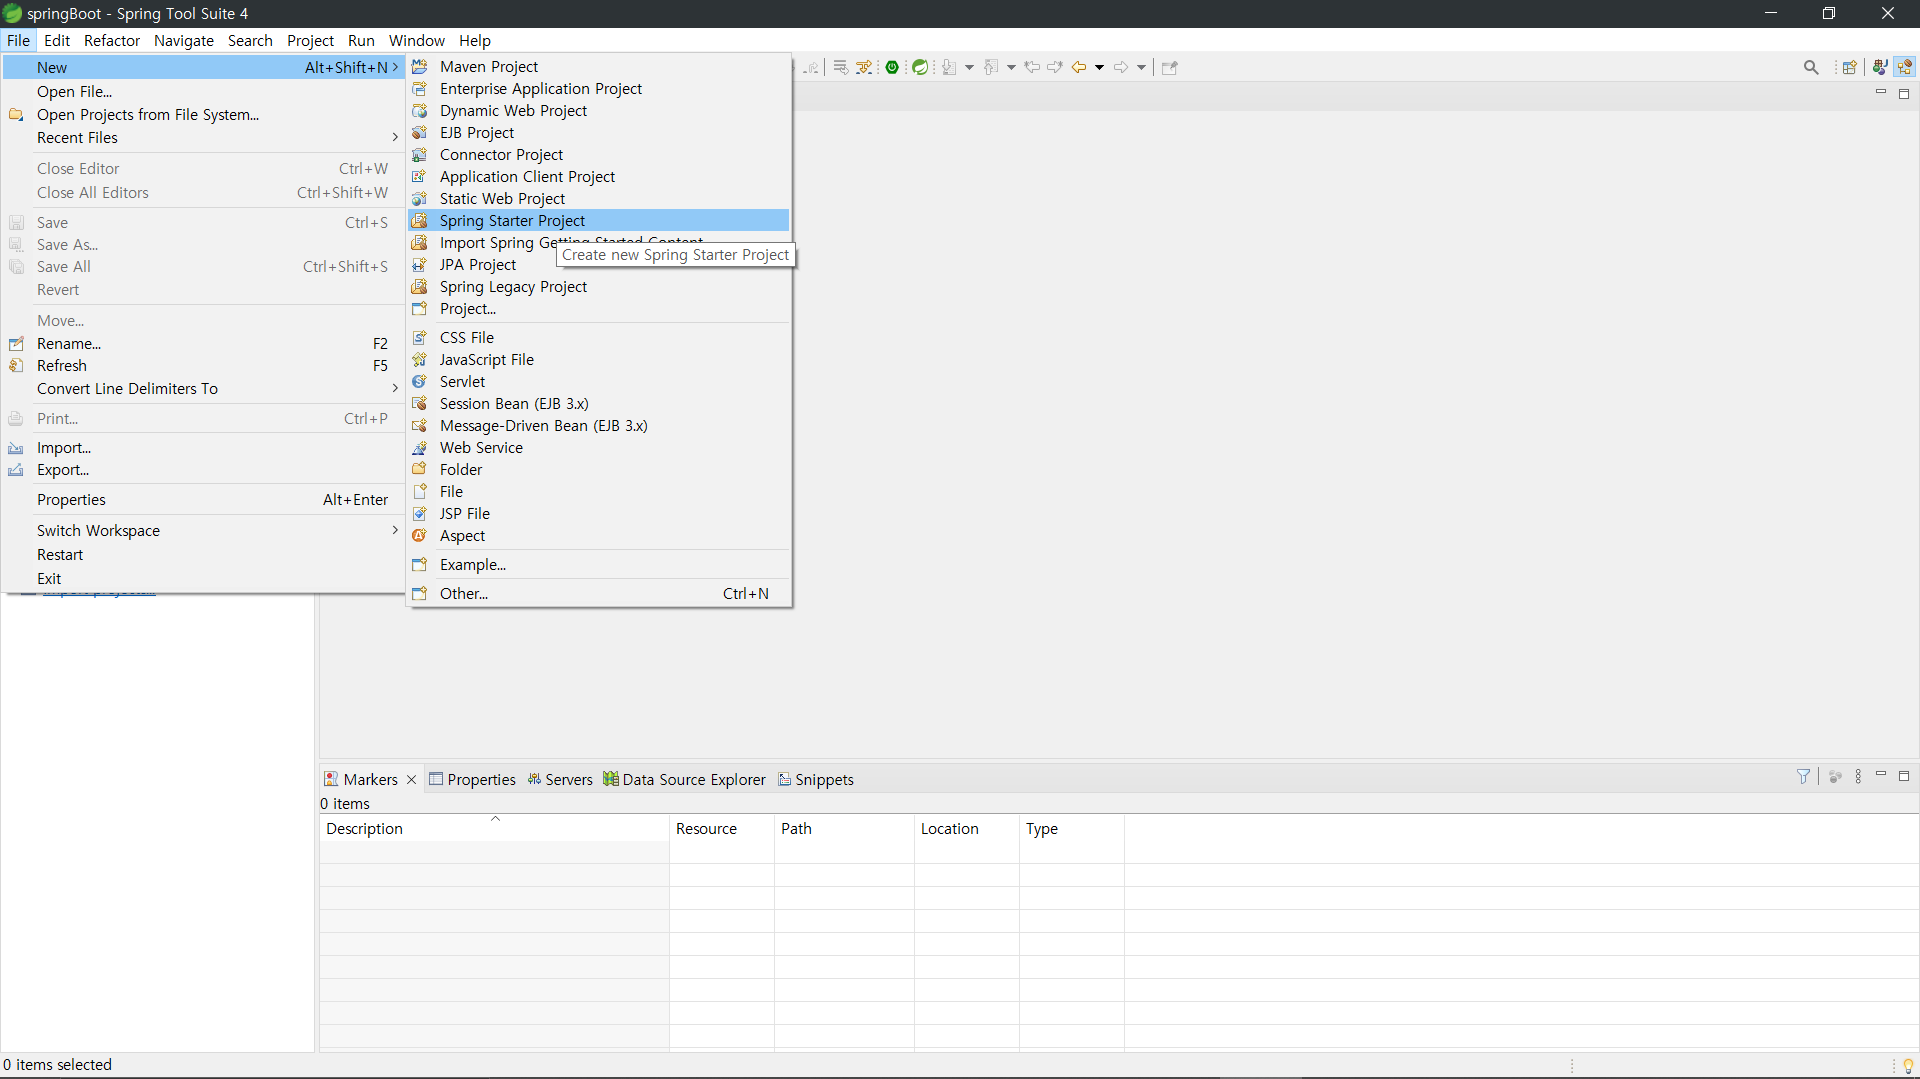 springBoot - Spring Tool Suite 4
File Edit Refactor Navigate Search Project Run Window Help
New Alt+Shift+N
Open File...
Open Projects from File System...
Recent Files
Close Editor Ctrl+W
Close All Editors Ctrl+Shift+W
Save Ctrl+S
Save As...
Save All Ctrl+Shift+S
Revert
Move...
Rename... F2
Refresh F5
Convert Line Delimiters To
Print... Ctrl+P
Import...
Export...
Properties Alt+Enter
Switch Workspace
Restart
Exit
Maven Project
Enterprise Application Project
Dynamic Web Project
EJB Project
Connector Project
Application Client Project
Static Web Project
Spring Starter Project
Import Spring Getting Started Content
Create new Spring Starter Project
JPA Project
Spring Legacy Project
Project...
CSS File
JavaScript File
Servlet
Session Bean (EJB 3.x)
Message-Driven Bean (EJB 3.x)
Web Service
Folder
File
JSP File
Aspect
Example...
Other... Ctrl+N
Markers Properties Servers Data Source Explorer Snippets
0 items
Description Resource Path Location Type
0 items selected